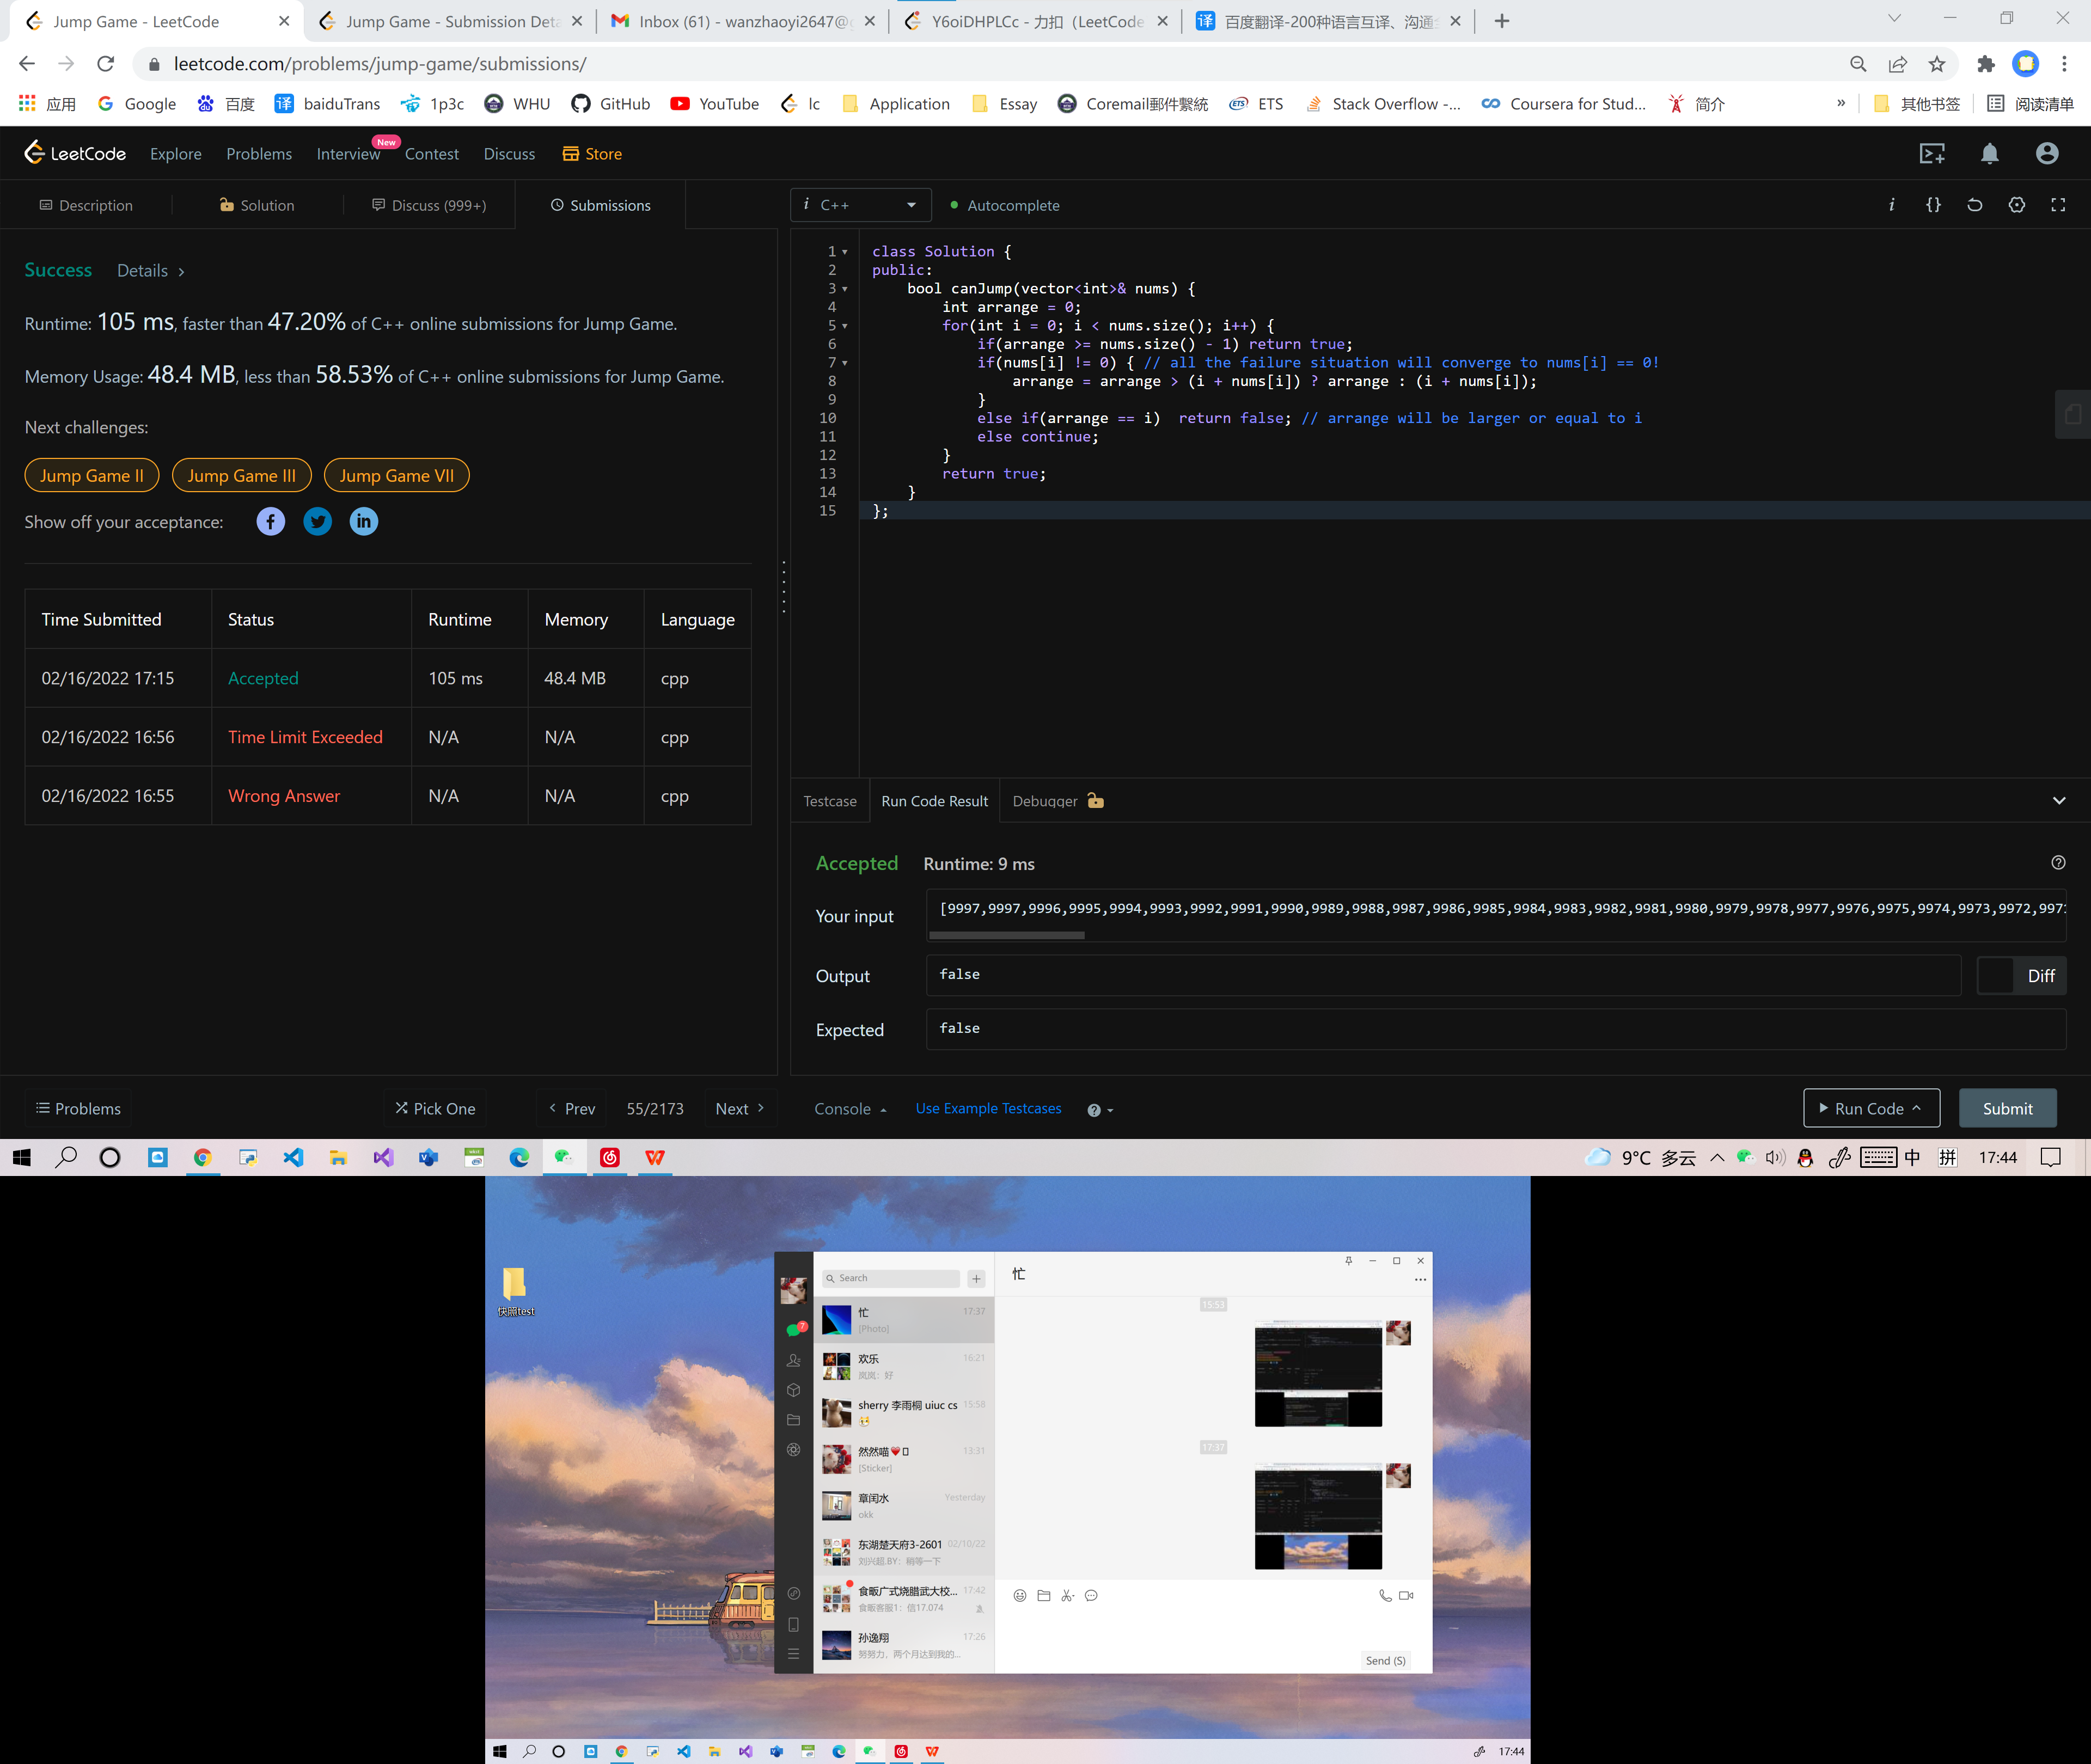 Jump Game - LeetCode
Jump Game - Submission Deta
Inbox (61) - wanzhaoyi2647@g
Y6oiDHPLCc - 力扣（LeetCode
百度翻译-200种语言互译、沟通
leetcode.com/problems/jump-game/submissions/
应用 Google 百度 baiduTrans 1p3c WHU GitHub YouTube lc Application Essay Coremail郵件繫統 ETS Stack Overflow -... Coursera for Stud... 简介 » 其他书签 阅读清单
LeetCode Explore Problems Interview New Contest Discuss Store
Description Solution Discuss (999+) Submissions
i C++ Autocomplete
Success Details >
Runtime: 105 ms, faster than 47.20% of C++ online submissions for Jump Game.
Memory Usage: 48.4 MB, less than 58.53% of C++ online submissions for Jump Game.
Next challenges:
Jump Game II Jump Game III Jump Game VII
Show off your acceptance:
Time Submitted Status Runtime Memory Language
02/16/2022 17:15 Accepted 105 ms 48.4 MB cpp
02/16/2022 16:56 Time Limit Exceeded N/A N/A cpp
02/16/2022 16:55 Wrong Answer N/A N/A cpp
1 class Solution {
2 public:
3 bool canJump(vector<int>& nums) {
4 int arrange = 0;
5 for(int i = 0; i < nums.size(); i++) {
6 if(arrange >= nums.size() - 1) return true;
7 if(nums[i] != 0) { // all the failure situation will converge to nums[i] == 0!
8 arrange = arrange > (i + nums[i]) ? arrange : (i + nums[i]);
9 }
10 else if(arrange == i)  return false; // arrange will be larger or equal to i
11 else continue;
12 }
13 return true;
14 }
15 };
Testcase Run Code Result Debugger
Accepted Runtime: 9 ms
Your input [9997,9997,9996,9995,9994,9993,9992,9991,9990,9989,9988,9987,9986,9985,9984,9983,9982,9981,9980,9979,9978,9977,9976,9975,9974,9973,9972,997
Output false Diff
Expected false
Problems Pick One < Prev 55/2173 Next > Console Use Example Testcases Run Code Submit
9°C 多云 中 拼 17:44
快照test
Search
忙
忙 17:37
[Photo]
欢乐 16:21
岚岚：好
sherry 李雨桐 uiuc cs 15:58
然然喵 13:31
[Sticker]
章闰水 Yesterday
okk
东湖楚天府3-2601 02/10/22
刘兴超.BY：稍等一下
食畈广式烧腊武大校... 17:42
食畈客服1：信17.074
孙逸翔 17:26
努努力，两个月达到我的...
7
15:53
17:37
Send (S)
17:44